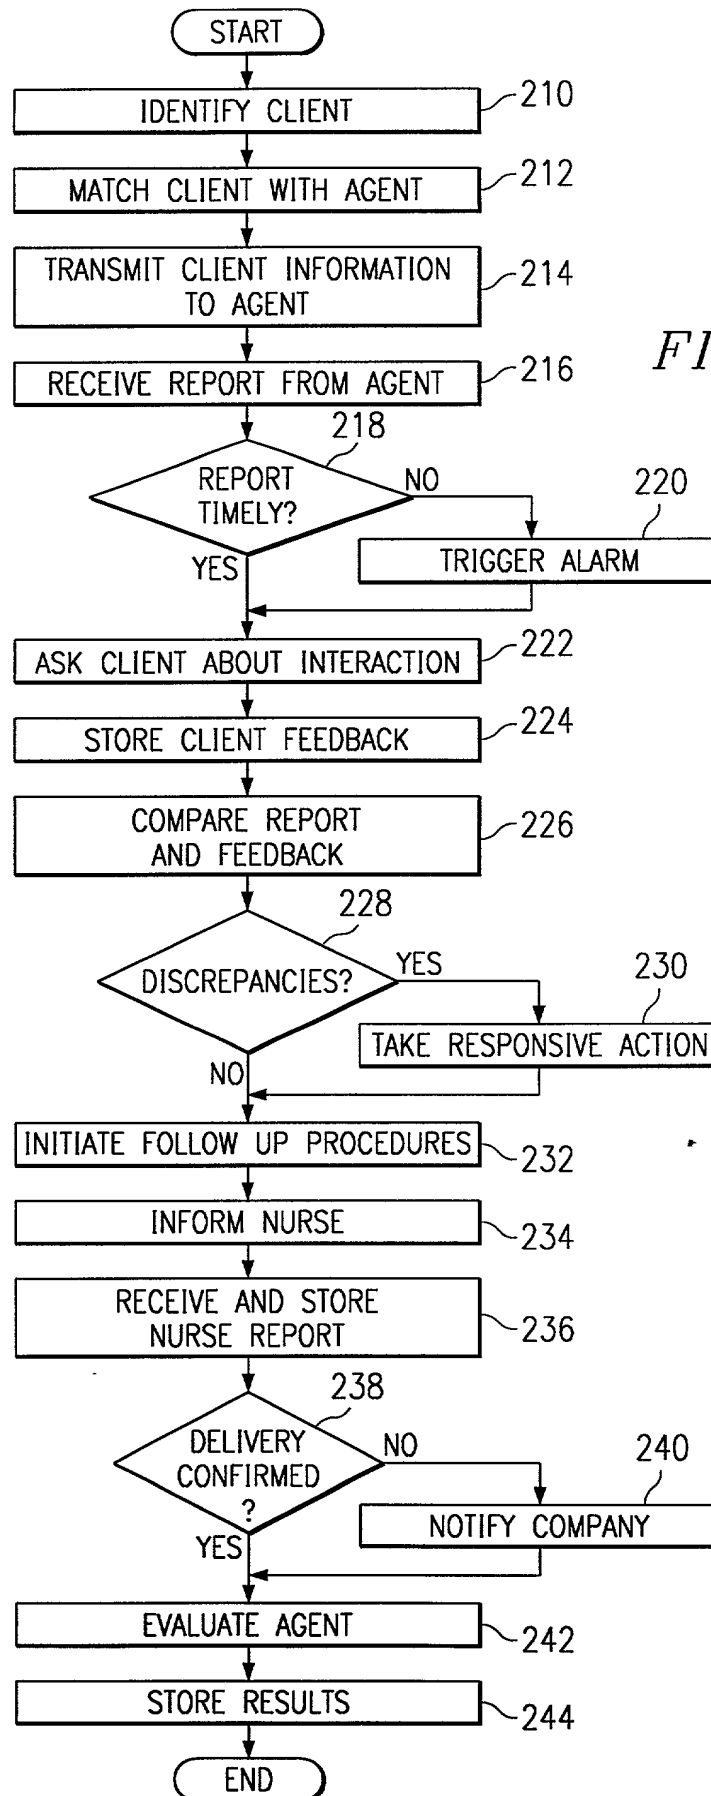 START
IDENTIFY CLIENT
210
MATCH CLIENT WITH AGENT
212
TRANSMIT CLIENT INFORMATION
TO AGENT
214
FI
RECEIVE REPORT FROM AGENT
216
218
REPORT
TIMELY?
NO
YES
220
TRIGGER ALARM
ASK CLIENT ABOUT INTERACTION
222
STORE CLIENT FEEDBACK
224
COMPARE REPORT
AND FEEDBACK
226
228
DISCREPANCIES?
YES
NO
230
TAKE RESPONSIVE ACTION
INITIATE FOLLOW UP PROCEDURES
232
INFORM NURSE
234
RECEIVE AND STORE
NURSE REPORT
236
238
DELIVERY
CONFIRMED
?
NO
YES
240
NOTIFY COMPANY
EVALUATE AGENT
242
STORE RESULTS
244
END